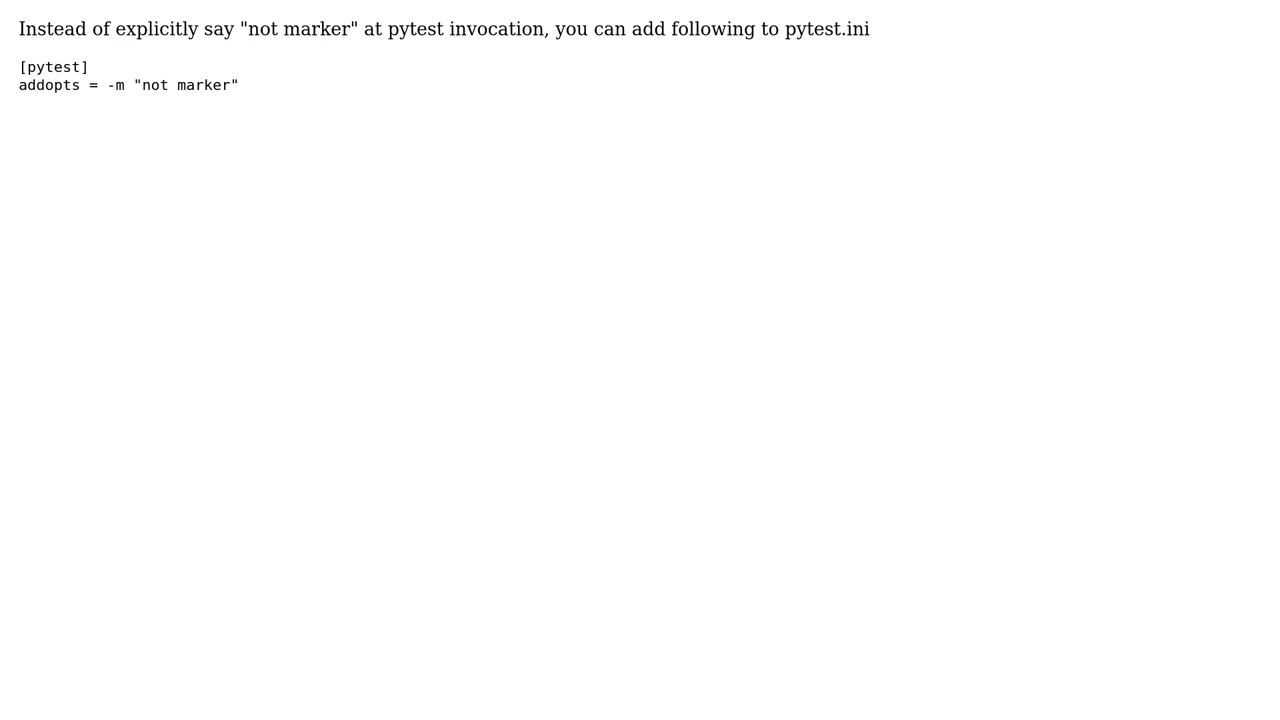 Instead of explicitly say "not marker" at pytest invocation, you can add following to pytest.ini
[pytest]
addopts = -m "not marker"